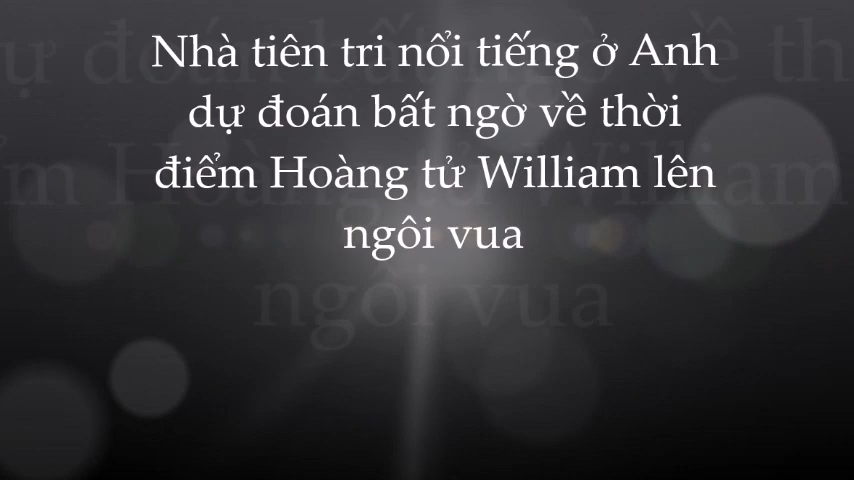 Nhà tiên tri nổi tiếng ở Anh
dự đoán bất ngờ về thời
điểm Hoàng tử William lên
ngôi vua